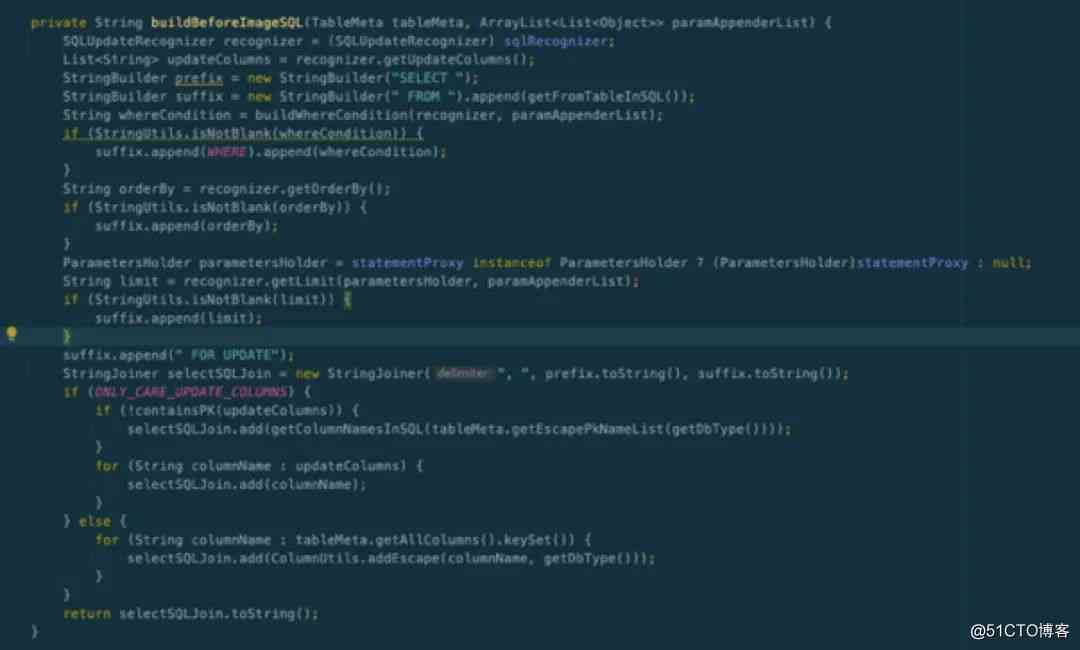 private String buildBeforeImageSQL(TableMeta tableMeta, ArrayList<List<Object>> paramAppenderList) {
    SQLUpdateRecognizer recognizer = (SQLUpdateRecognizer) sqlRecognizer;
    List<String> updateColumns = recognizer.getUpdateColumns();
    StringBuilder prefix = new StringBuilder("SELECT ");
    StringBuilder suffix = new StringBuilder(" FROM ").append(getFromTableInSQL());
    String whereCondition = buildWhereCondition(recognizer, paramAppenderList);
    if (StringUtils.isNotBlank(whereCondition)) {
        suffix.append(WHERE).append(whereCondition);
    }
    String orderBy = recognizer.getOrderBy();
    if (StringUtils.isNotBlank(orderBy)) {
        suffix.append(orderBy);
    }
    ParametersHolder parametersHolder = statementProxy instanceof ParametersHolder ? (ParametersHolder)statementProxy : null;
    String limit = recognizer.getLimit(parametersHolder, paramAppenderList);
    if (StringUtils.isNotBlank(limit)) {
        suffix.append(limit);
    }
    suffix.append(" FOR UPDATE");
    StringJoiner selectSQLJoin = new StringJoiner( delimiter: ", ", prefix.toString(), suffix.toString());
    if (ONLY_CARE_UPDATE_COLUMNS) {
        if (!containsPK(updateColumns)) {
            selectSQLJoin.add(getColumnNamesInSQL(tableMeta.getEscapePkNameList(getDbType())));
        }
        for (String columnName : updateColumns) {
            selectSQLJoin.add(columnName);
        }
    } else {
        for (String columnName : tableMeta.getAllColumns().keySet()) {
            selectSQLJoin.add(ColumnUtils.addEscape(columnName, getDbType()));
        }
    }
    return selectSQLJoin.toString();
}
@51CTO博客